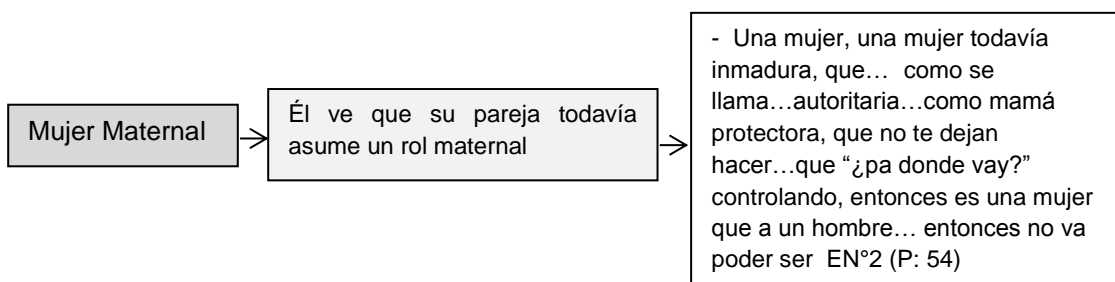 Mujer Maternal
Él ve que su pareja todavía
asume un rol maternal
- Una mujer, una mujer todavía
inmadura, que… como se
llama…autoritaria…como mamá
protectora, que no te dejan
hacer…que “¿pa donde vay?”
controlando, entonces es una mujer
que a un hombre… entonces no va
poder ser EN°2 (P: 54)